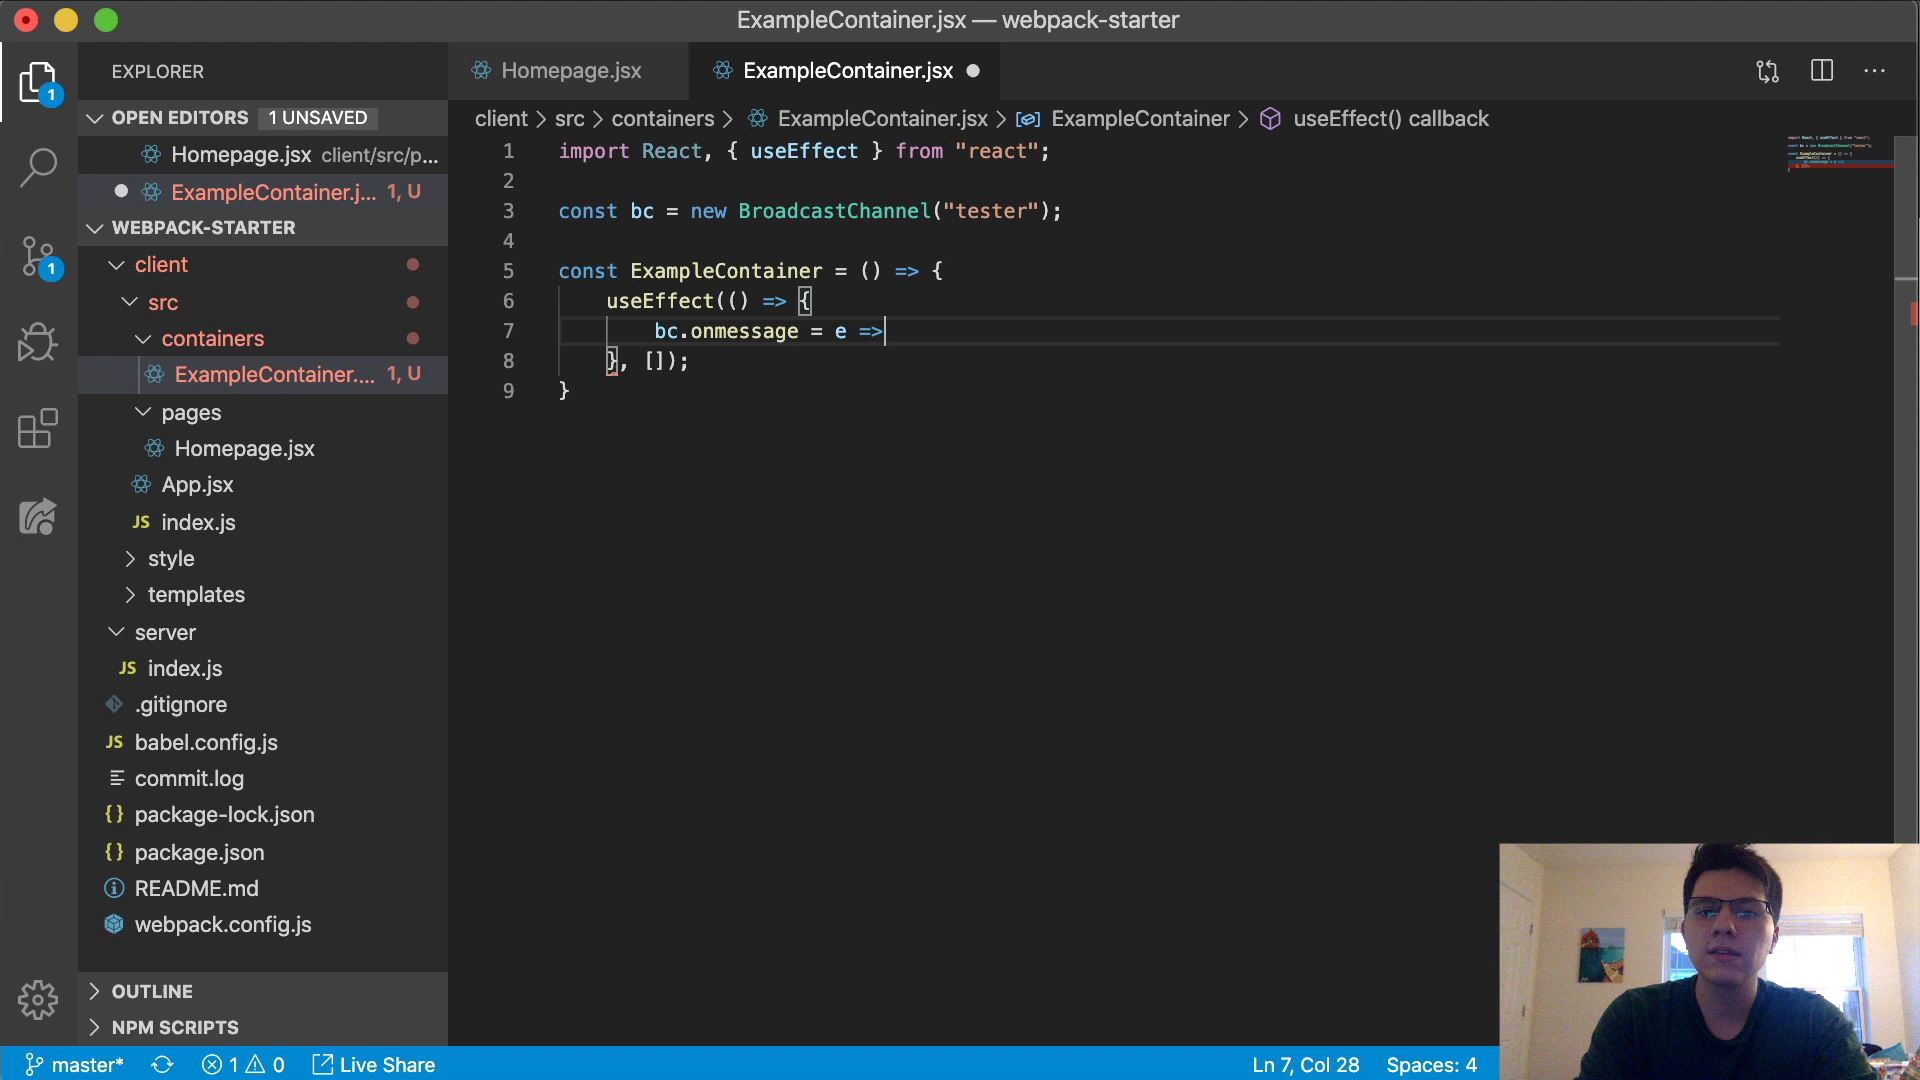 ExampleContainer.jsx — webpack-starter
EXPLORER
Homepage.jsx
ExampleContainer.jsx
OPEN EDITORS 1 UNSAVED
Homepage.jsx client/src/p...
ExampleContainer.j... 1, U
WEBPACK-STARTER
client
src
containers
ExampleContainer.... 1, U
pages
Homepage.jsx
App.jsx
JS index.js
style
templates
server
JS index.js
.gitignore
JS babel.config.js
commit.log
{} package-lock.json
{} package.json
README.md
webpack.config.js
OUTLINE
NPM SCRIPTS
1
1
client > src > containers > ExampleContainer.jsx > ExampleContainer > useEffect() callback
1 import React, { useEffect } from "react";
2
3 const bc = new BroadcastChannel("tester");
4
5 const ExampleContainer = () => {
6 useEffect(() => {
7 bc.onmessage = e =>
8 }, []);
9 }
master* 1 0 Live Share
Ln 7, Col 28 Spaces: 4